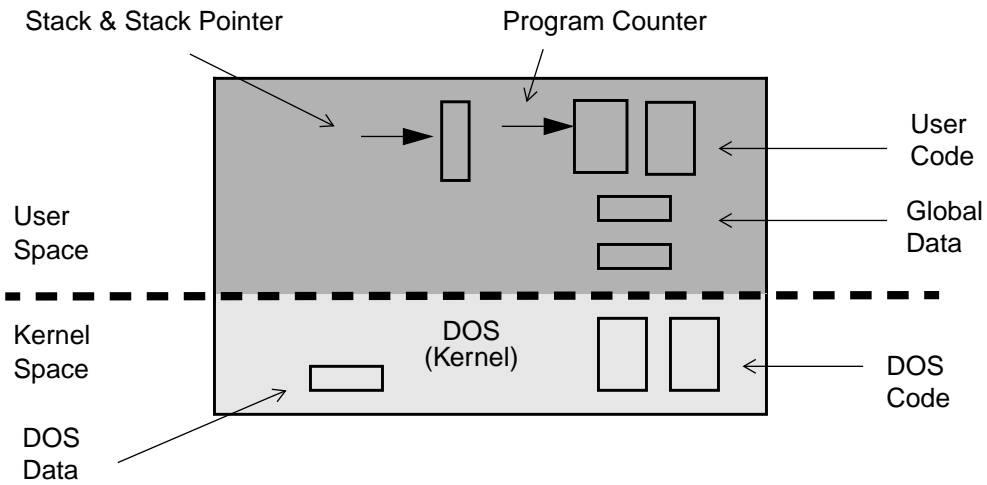 Stack & Stack Pointer
Program Counter
User
Code
Global
Data
User
Space
Kernel
Space
DOS
(Kernel)
DOS
Code
DOS
Data